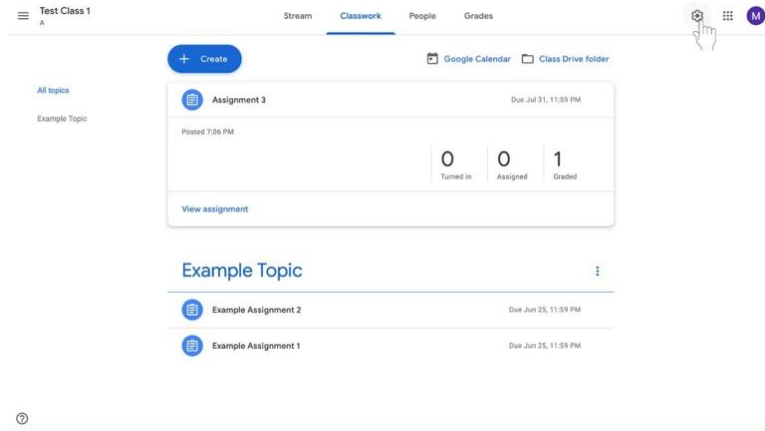 Test Class 1
A
Stream Classwork People Grades
M
Create
Google Calendar Class Drive folder
All topics
Example Topic
Assignment 3 Due Jul 31, 11:59 PM
Posted 7:06 PM
0 0 1
Turned in Assigned Graded
View assignment
Example Topic
Example Assignment 2 Due Jun 25, 11:59 PM
Example Assignment 1 Due Jun 25, 11:59 PM